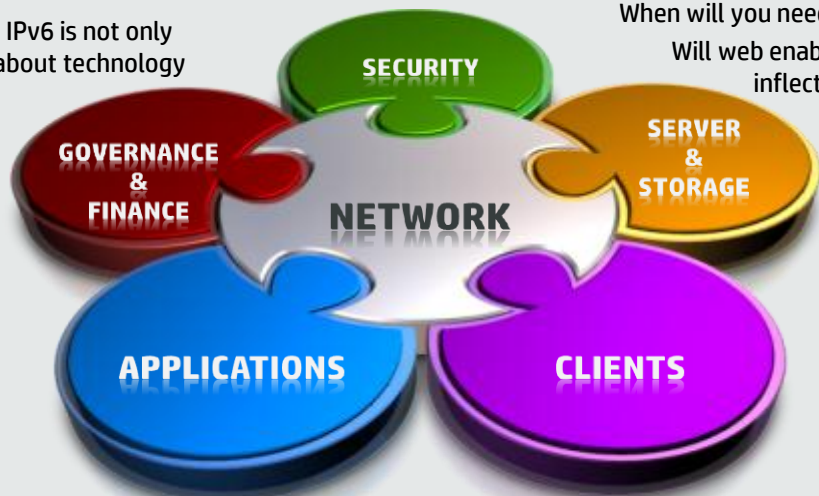 IPv6 is not only
about technology
When will you need
Will web enab
inflect
SECURITY
GOVERNANCE
&
FINANCE
SERVER
&
STORAGE
NETWORK
APPLICATIONS
CLIENTS